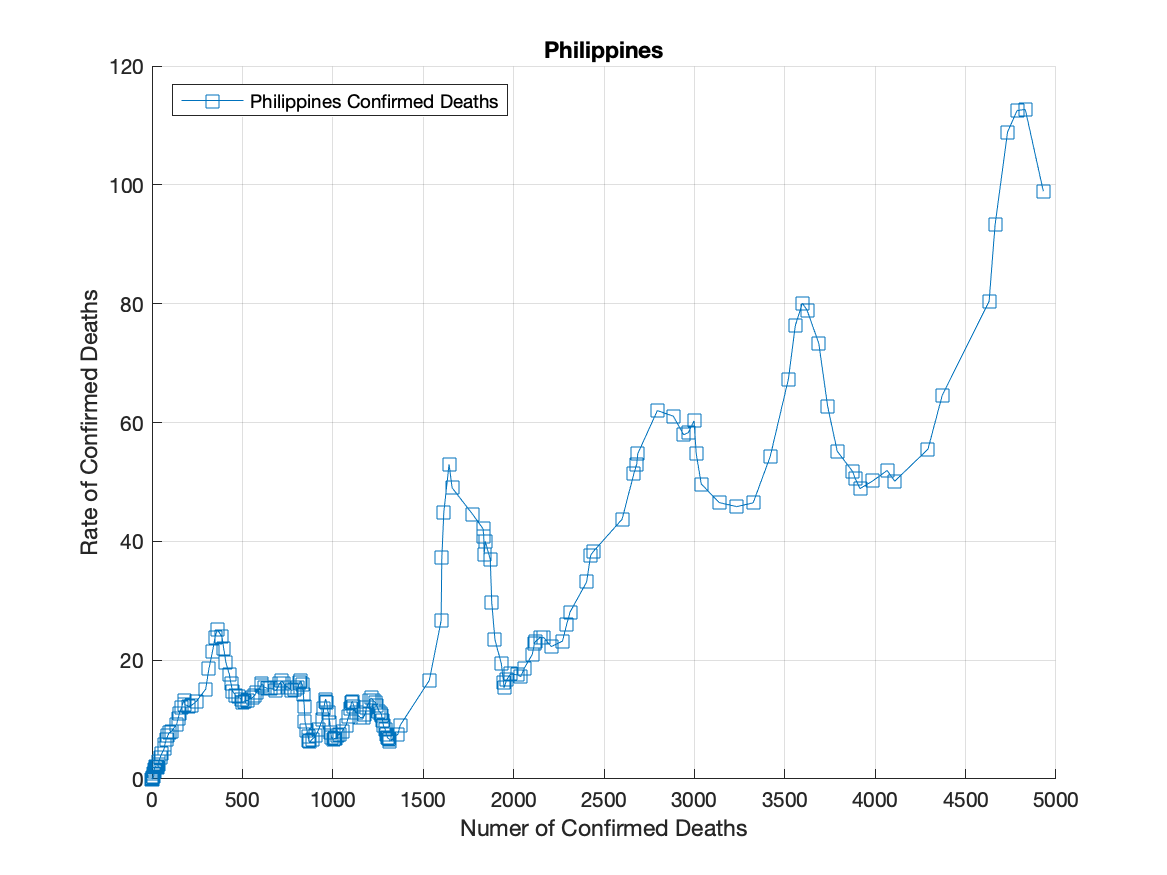 Philippines
Philippines Confirmed Deaths
120
100
80
60
40
20
0
Rate of Confirmed Deaths
0 500 1000 1500 2000 2500 3000 3500 4000 4500 5000
Numer of Confirmed Deaths